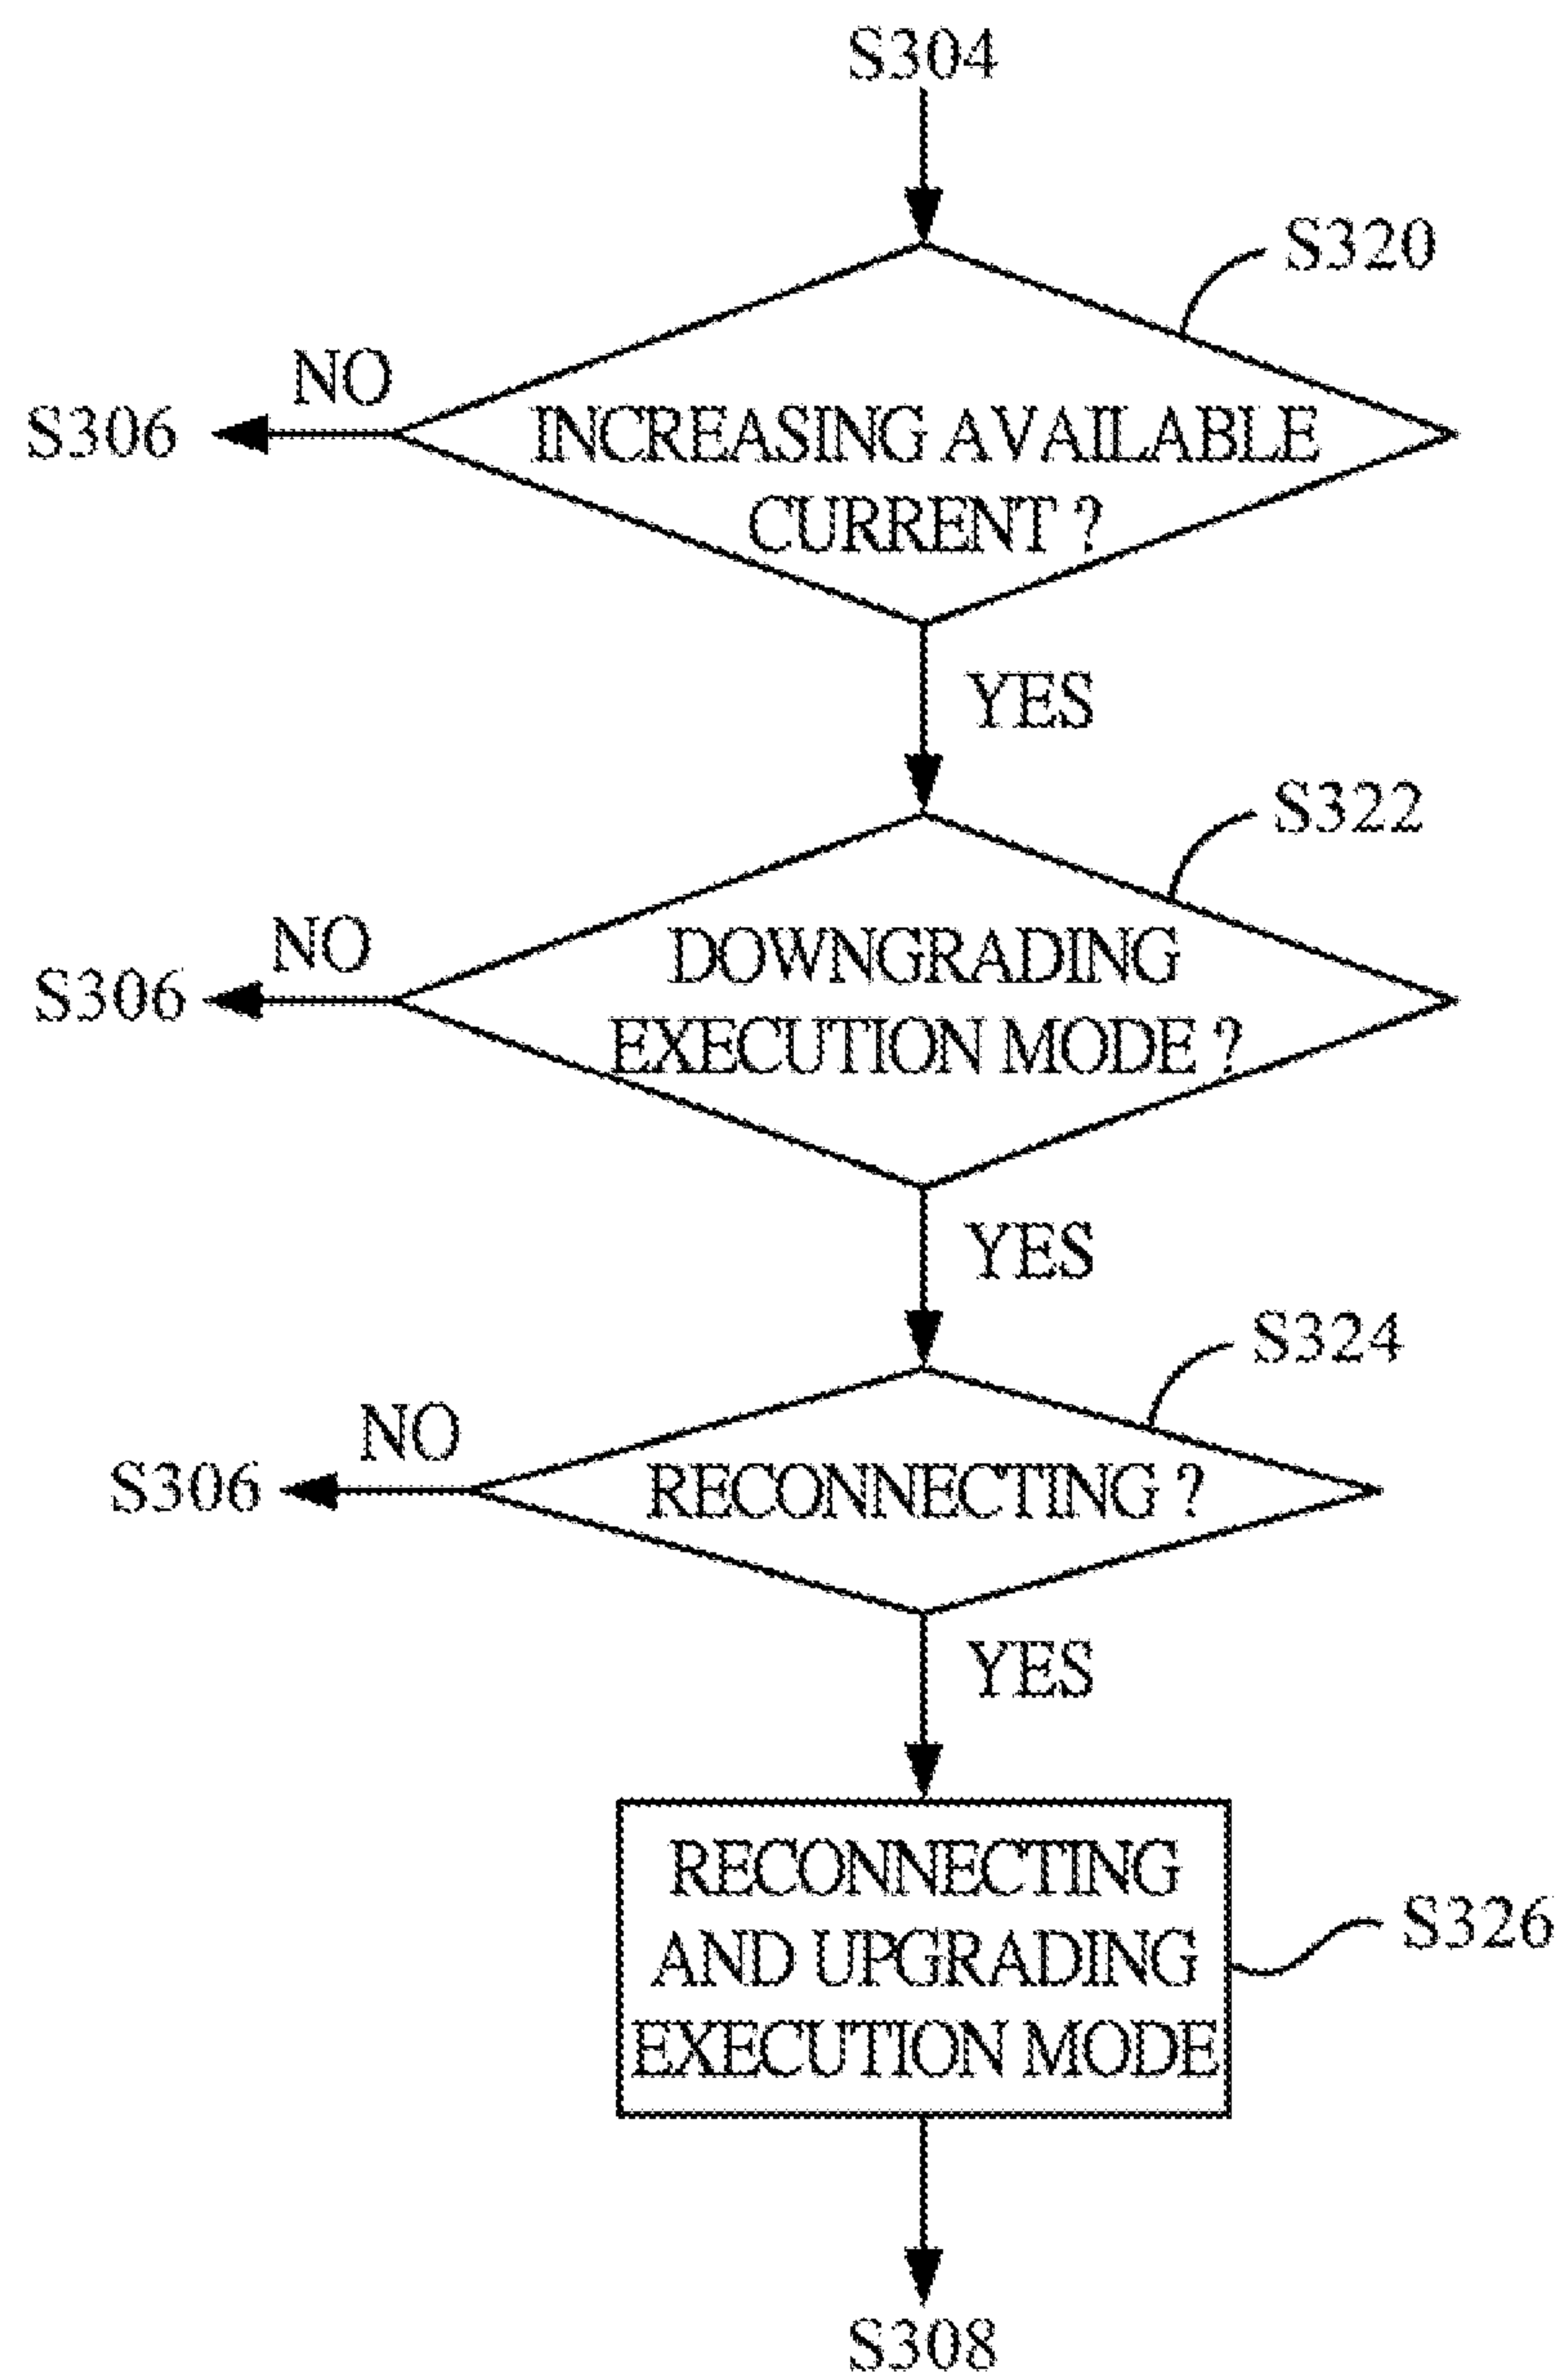 S304
S320
NO
S306
INCREASING AVAILABLE
CURRENT ?
YES
S322
NO
S306
DOWNGRADING
EXECUTION MODE ?
YES
S324
NO
S306
RECONNECTING ?
YES
RECONNECTING
AND UPGRADING
EXECUTION MODE
S326
S308